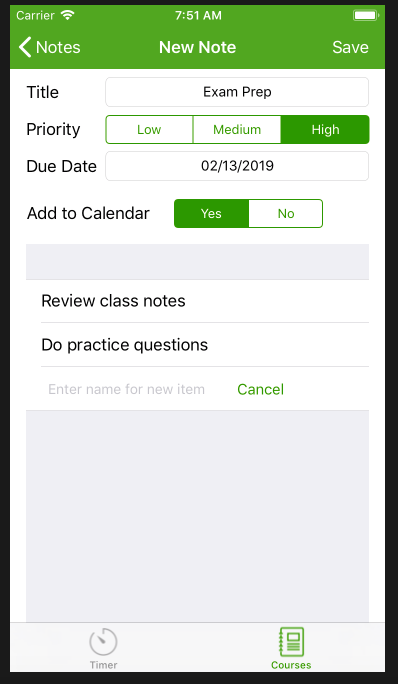 Carrier 7:51 AM
Notes New Note Save
Title Exam Prep
Priority Low Medium High
Due Date 02/13/2019
Add to Calendar Yes No
Review class notes
Do practice questions
Enter name for new item Cancel
Timer Courses